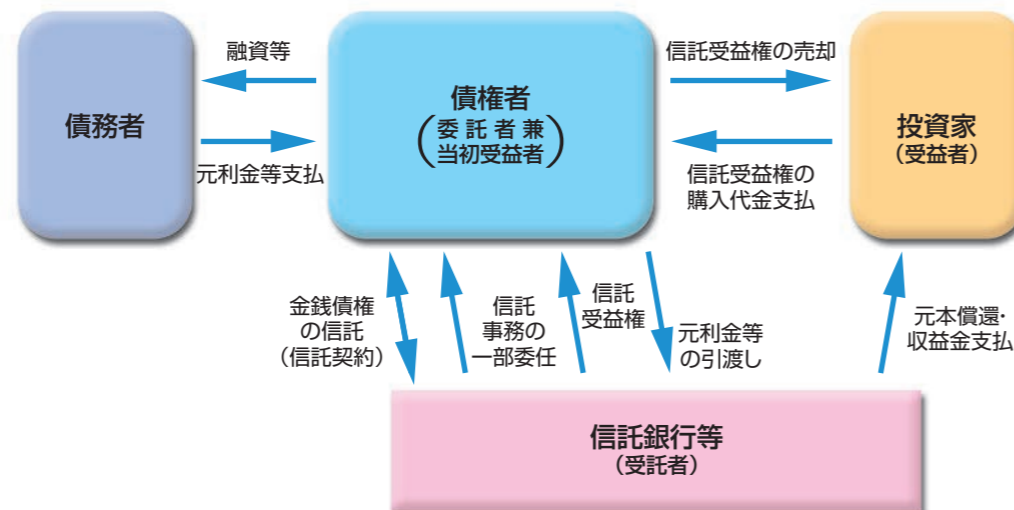 債務者
融資等
元利金等支払
債権者
(委託者兼
当初受益者)
信託受益権の売却
信託受益権の
購入代金支払
投資家
(受益者)
金銭債権
の信託
(信託契約)
信託
事務の
一部委任
信託
受益権
元利金等
の引渡し
元本償還・
収益金支払
信託銀行等
(受託者)